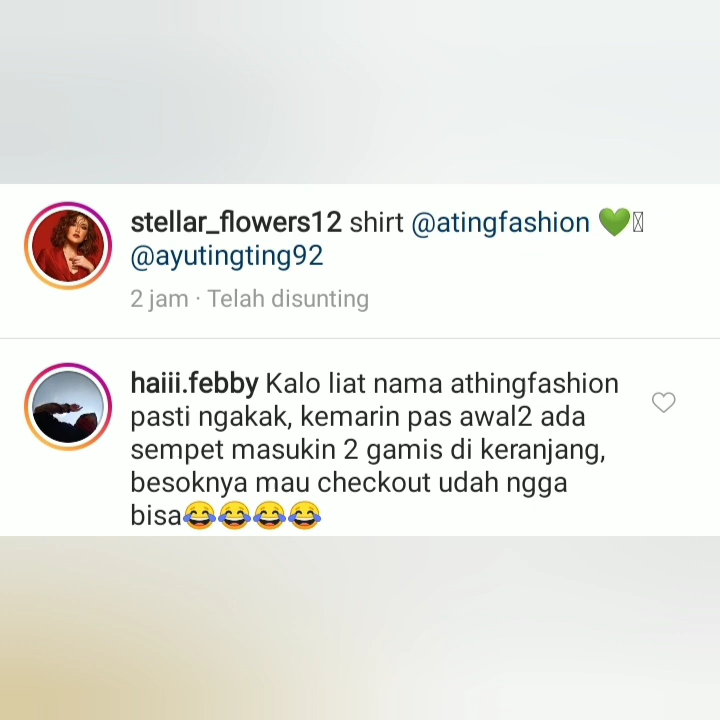 stellar_flowers12 shirt @atingfashion 💚
@ayutingting92
2 jam · Telah disunting
haiii.febby Kalo liat nama athingfashion
pasti ngakak, kemarin pas awal2 ada
sempet masukin 2 gamis di keranjang,
besoknya mau checkout udah ngga
bisa😂😂😂😂